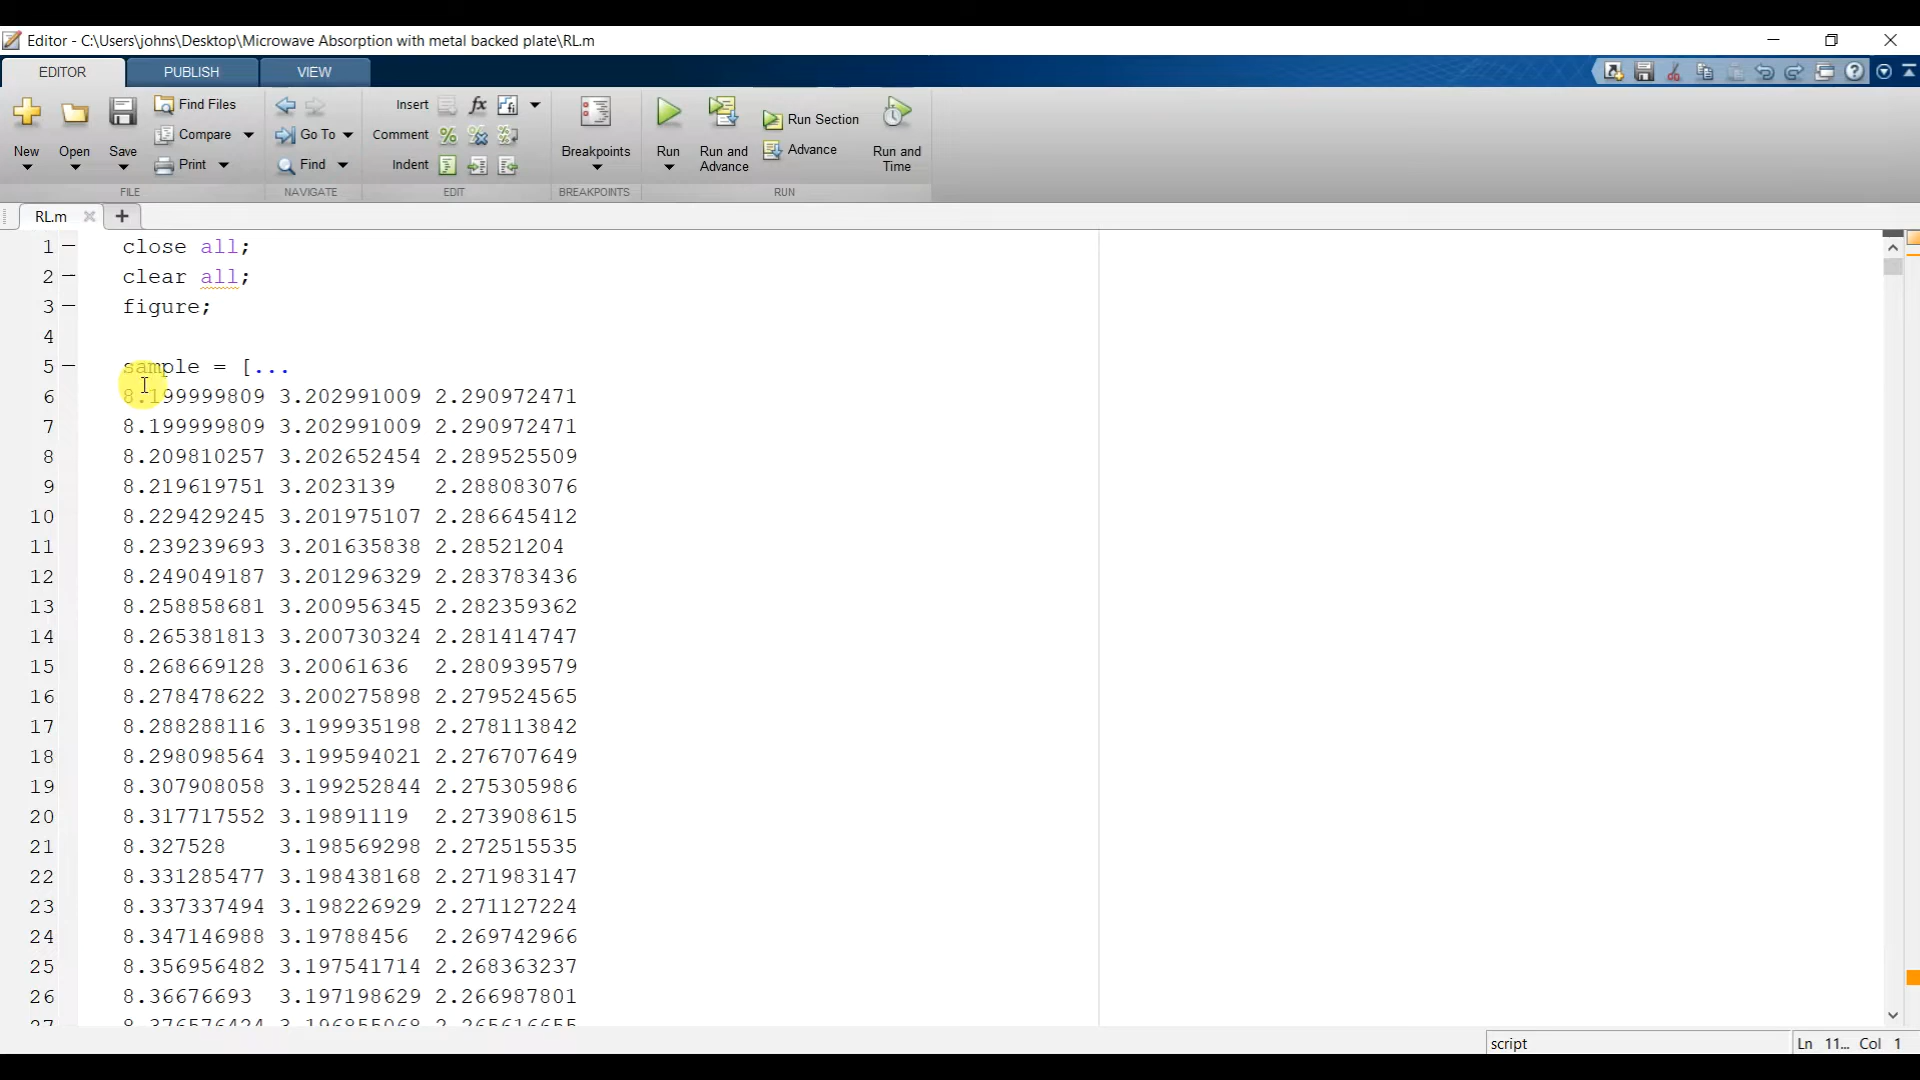 Editor - C:\Users\johns\Desktop\Microwave Absorption with metal backed plate\RL.m
EDITOR PUBLISH VIEW
New Open Save Find Files Compare Print
Go To Find
Insert Comment Indent
Breakpoints
Run Run and Advance Run Section Advance Run and Time
FILE NAVIGATE EDIT BREAKPOINTS RUN
RL.m
1 close all;
2 clear all;
3 figure;
4
5 sample = [...
6 8.199999809 3.202991009 2.290972471
7 8.199999809 3.202991009 2.290972471
8 8.209810257 3.202652454 2.289525509
9 8.219619751 3.2023139 2.288083076
10 8.229429245 3.201975107 2.286645412
11 8.239239693 3.201635838 2.28521204
12 8.249049187 3.201296329 2.283783436
13 8.258858681 3.200956345 2.282359362
14 8.265381813 3.200730324 2.281414747
15 8.268669128 3.20061636 2.280939579
16 8.278478622 3.200275898 2.279524565
17 8.288288116 3.199935198 2.278113842
18 8.298098564 3.199594021 2.276707649
19 8.307908058 3.199252844 2.275305986
20 8.317717552 3.19891119 2.273908615
21 8.327528 3.198569298 2.272515535
22 8.331285477 3.198438168 2.271983147
23 8.337337494 3.198226929 2.271127224
24 8.347146988 3.19788456 2.269742966
25 8.356956482 3.197541714 2.268363237
26 8.36676693 3.197198629 2.266987801
27 8.376576424 3.196855068 2.265616655
script Ln 11... Col 1